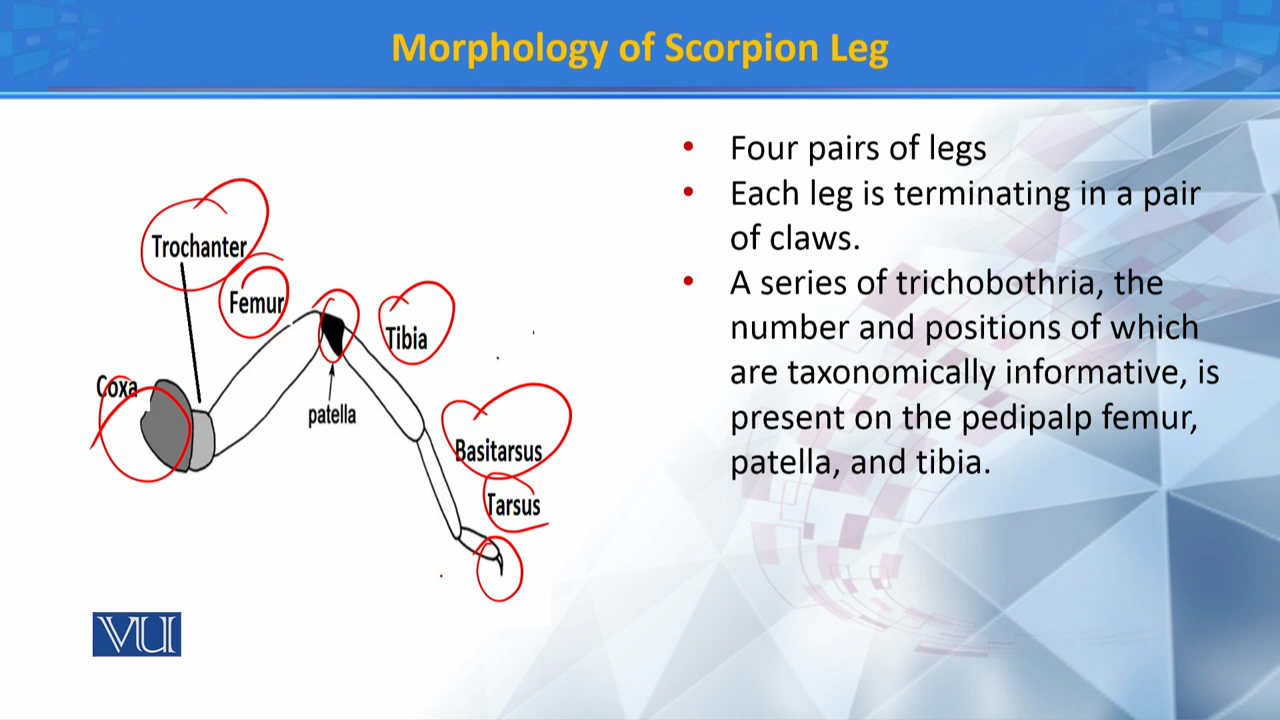 Morphology of Scorpion Leg
Trochanter
Femur
Tibia
Coxa
patella
Basitarsus
Tarsus
• Four pairs of legs
• Each leg is terminating in a pair
of claws.
• A series of trichobothria, the
number and positions of which
are taxonomically informative, is
present on the pedipalp femur,
patella, and tibia.
VU